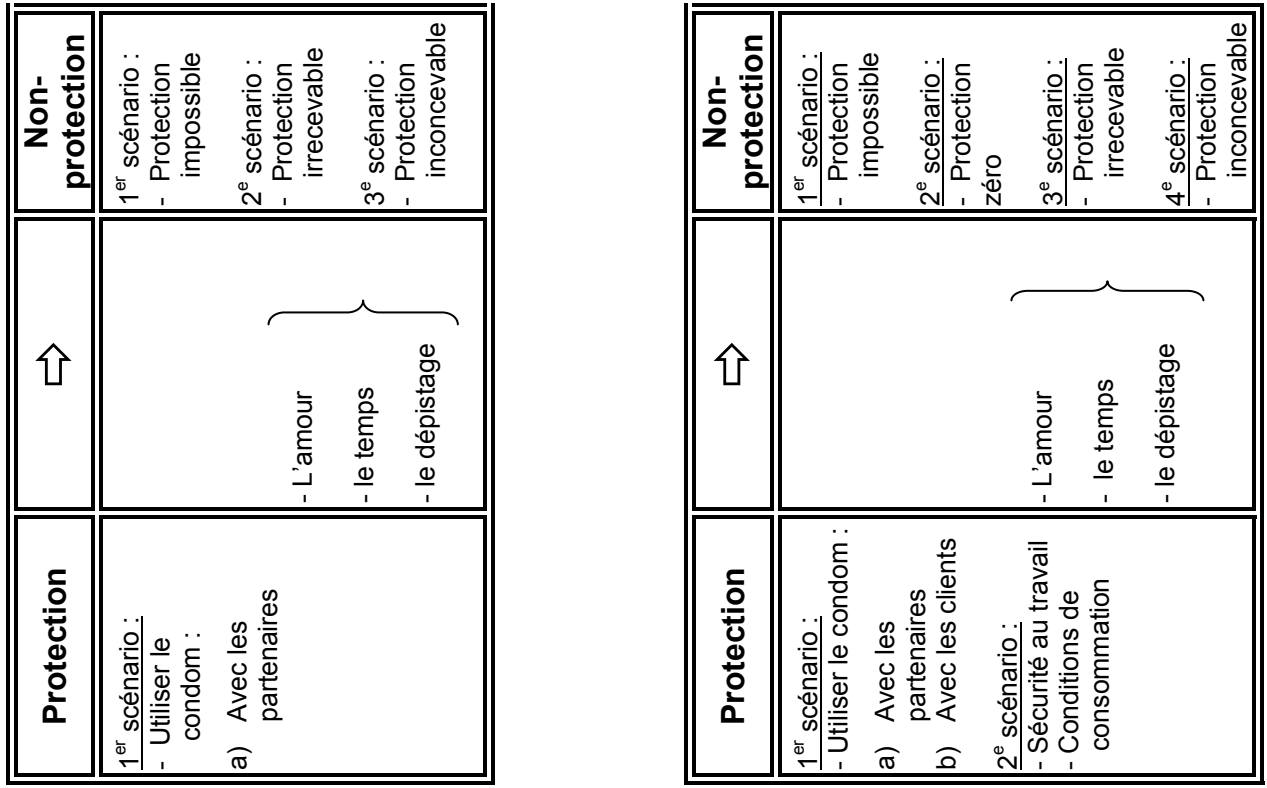 Protection
⇨
Non-
protection
1er scénario :
- Utiliser le
condom :
a) Avec les
partenaires
- L’amour
- le temps
- le dépistage
1er scénario :
- Protection
impossible
2e scénario :
- Protection
irrecevable
3e scénario :
- Protection
inconcevable
Protection
⇨
Non-
protection
1er scénario :
- Utiliser le condom :
a) Avec les
partenaires
b) Avec les clients
2e scénario :
- Sécurité au travail
- Conditions de
consommation
- L’amour
- le temps
- le dépistage
1er scénario :
- Protection
impossible
2e scénario :
- Protection
zéro
3e scénario :
- Protection
irrecevable
4e scénario :
- Protection
inconcevable